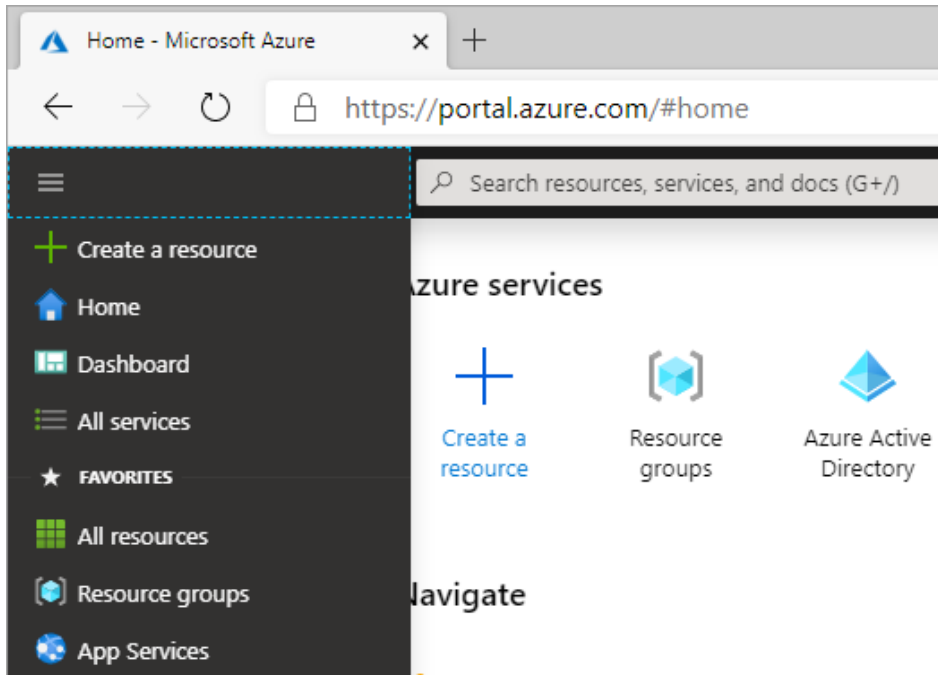 Home - Microsoft Azure
https://portal.azure.com/#home
Search resources, services, and docs (G+/)
Create a resource
Home
Dashboard
All services
FAVORITES
All resources
Resource groups
App Services
zure services
Create a
resource
Resource
groups
Azure Active
Directory
Navigate